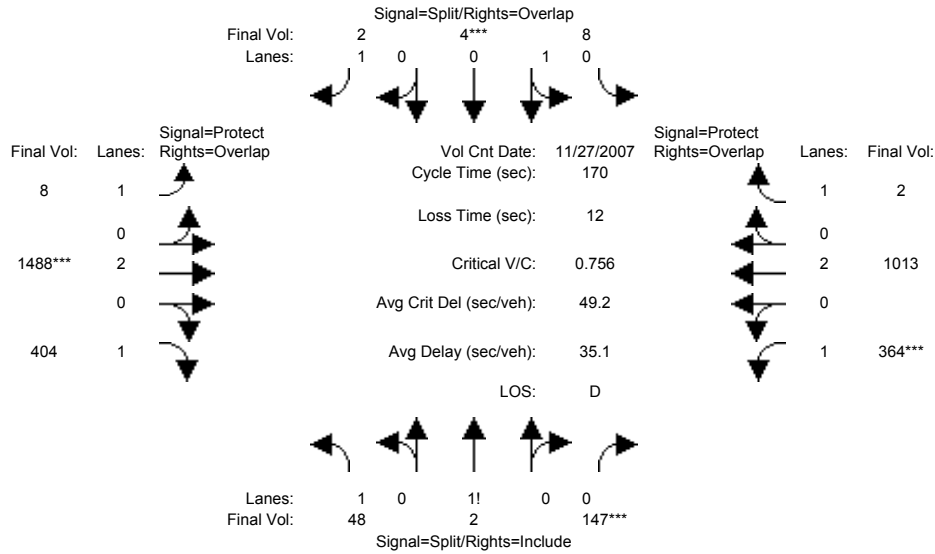 Signal=Split/Rights=Overlap
Final Vol: 2 4*** 8
Lanes: 1 0 0 1 0
Signal=Protect
Final Vol: Lanes: Rights=Overlap
Vol Cnt Date: 11/27/2007
Signal=Protect
Rights=Overlap Lanes: Final Vol:
Cycle Time (sec): 170
8 1
1 2
Loss Time (sec): 12
0
0
1488*** 2
Critical V/C: 0.756
2 1013
0
Avg Crit Del (sec/veh): 49.2
0
404 1
Avg Delay (sec/veh): 35.1
1 364***
LOS: D
Lanes: 1 0 1! 0 0
Final Vol: 48 2 147***
Signal=Split/Rights=Include